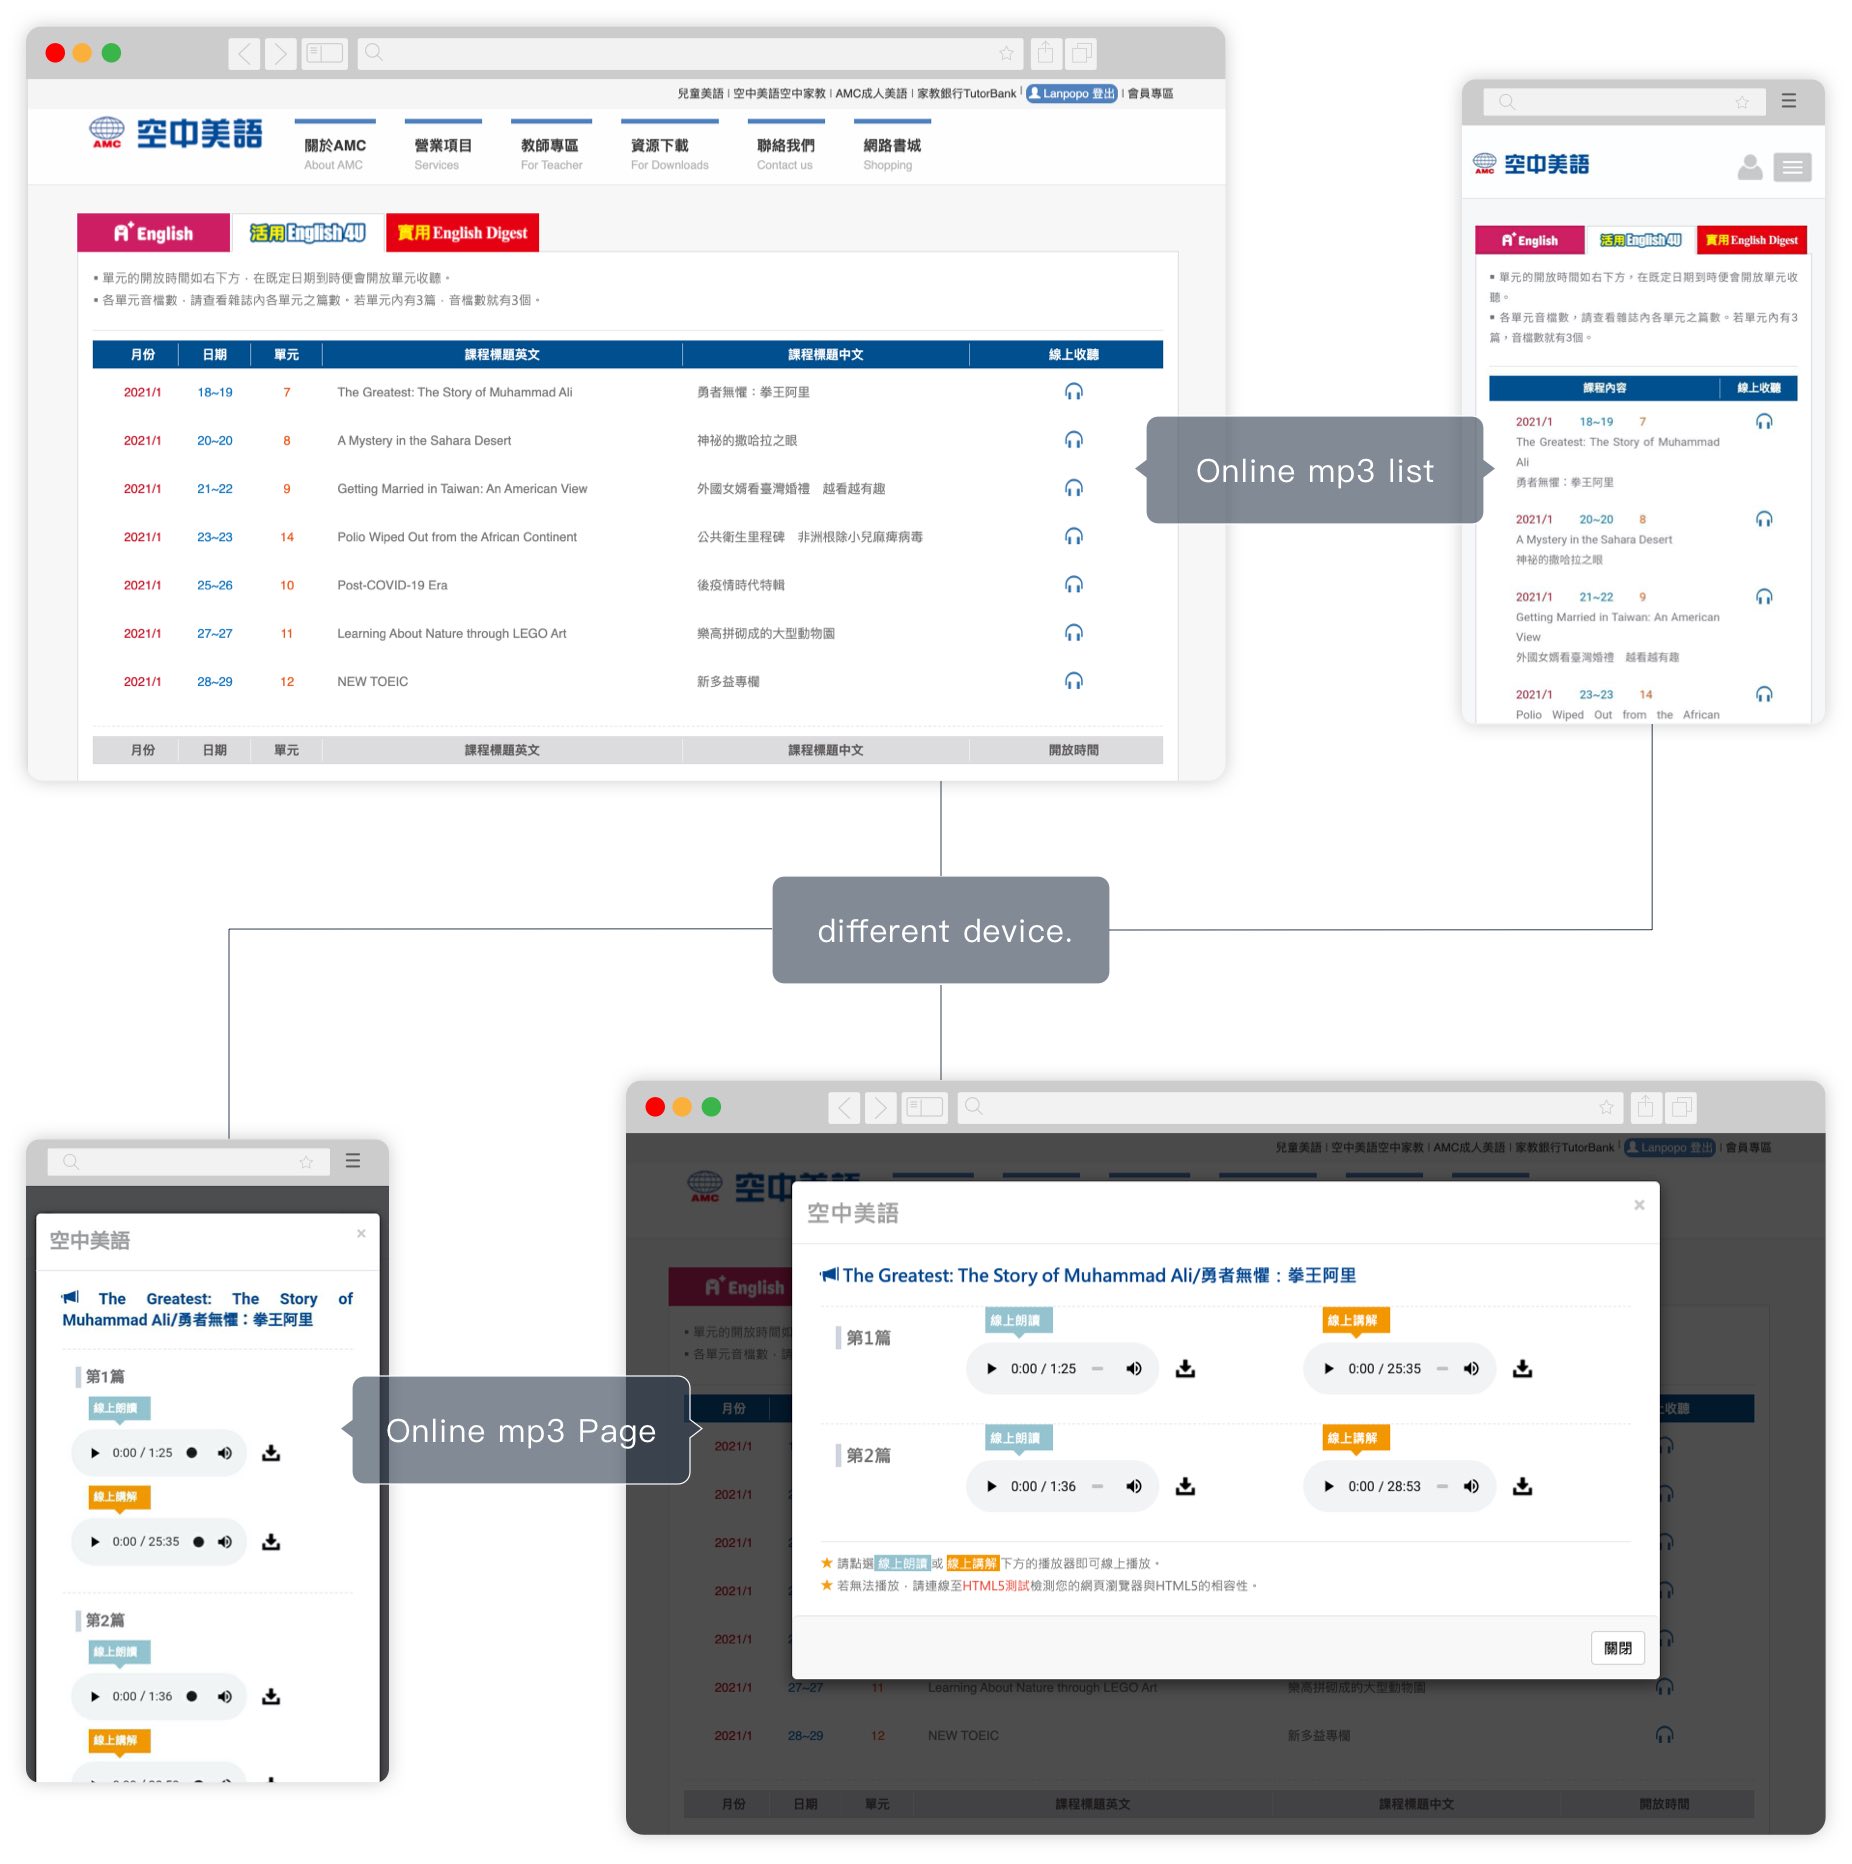 兒童美語 | 空中美語空中家教 | AMC成人美語 | 家教銀行TutorBank | Lanpopo 登出 | 會員專區
AMC 空中美語
關於AMC 營業項目 教師專區 資源下載 聯絡我們 網路書城
About AMC Services For Teacher For Downloads Contact us Shopping
A+ English 活用English4U 實用English Digest
▪ 單元的開放時間如右下方，在既定日期到時便會開放單元收聽。
▪ 各單元音檔數，請查看雜誌內各單元之篇數。若單元內有3篇，音檔數就有3個。
月份 日期 單元 課程標題英文 課程標題中文 線上收聽
2021/1 18~19 7 The Greatest: The Story of Muhammad Ali 勇者無懼：拳王阿里
2021/1 20~20 8 A Mystery in the Sahara Desert 神祕的撒哈拉之眼
2021/1 21~22 9 Getting Married in Taiwan: An American View 外國女婿看臺灣婚禮　越看越有趣
2021/1 23~23 14 Polio Wiped Out from the African Continent 公共衛生里程碑　非洲根除小兒麻痺病毒
2021/1 25~26 10 Post-COVID-19 Era 後疫情時代特輯
2021/1 27~27 11 Learning About Nature through LEGO Art 樂高拼砌成的大型動物園
2021/1 28~29 12 NEW TOEIC 新多益專欄
月份 日期 單元 課程標題英文 課程標題中文 開放時間
Online mp3 list
AMC 空中美語
A+ English 活用English4U 實用English Digest
▪ 單元的開放時間如右下方，在既定日期到時便會開放單元收
聽。
▪ 各單元音檔數，請查看雜誌內各單元之篇數。若單元內有3
篇，音檔數就有3個。
課程內容 線上收聽
2021/1 18~19 7
The Greatest: The Story of Muhammad
Ali
勇者無懼：拳王阿里
2021/1 20~20 8
A Mystery in the Sahara Desert
神祕的撒哈拉之眼
2021/1 21~22 9
Getting Married in Taiwan: An American
View
外國女婿看臺灣婚禮　越看越有趣
2021/1 23~23 14
Polio Wiped Out from the African
different device.
空中美語 ×
The Greatest: The Story of
Muhammad Ali/勇者無懼：拳王阿里
第1篇
線上朗讀
0:00 / 1:25
線上講解
0:00 / 25:35
第2篇
線上朗讀
0:00 / 1:36
線上講解
Online mp3 Page
兒童美語 | 空中美語空中家教 | AMC成人美語 | 家教銀行TutorBank | Lanpopo 登出 | 會員專區
AMC
A+ English
▪ 單元的開放時間如
▪ 各單元音檔數，請
月份
2021/1
2021/1
2021/1
2021/1
2021/1
2021/1 27~27 11 Learning About Nature through LEGO Art 樂高拼砌成的大型動物園
2021/1 28~29 12 NEW TOEIC 新多益專欄
月份 日期 單元 課程標題英文 課程標題中文 開放時間
空中美語 ×
The Greatest: The Story of Muhammad Ali/勇者無懼：拳王阿里
第1篇 線上朗讀 線上講解
0:00 / 1:25 0:00 / 25:35
第2篇 線上朗讀 線上講解
0:00 / 1:36 0:00 / 28:53
★ 請點選 線上朗讀 或 線上講解 下方的播放器即可線上播放。
★ 若無法播放，請連線至HTML5測試檢測您的網頁瀏覽器與HTML5的相容性。
關閉